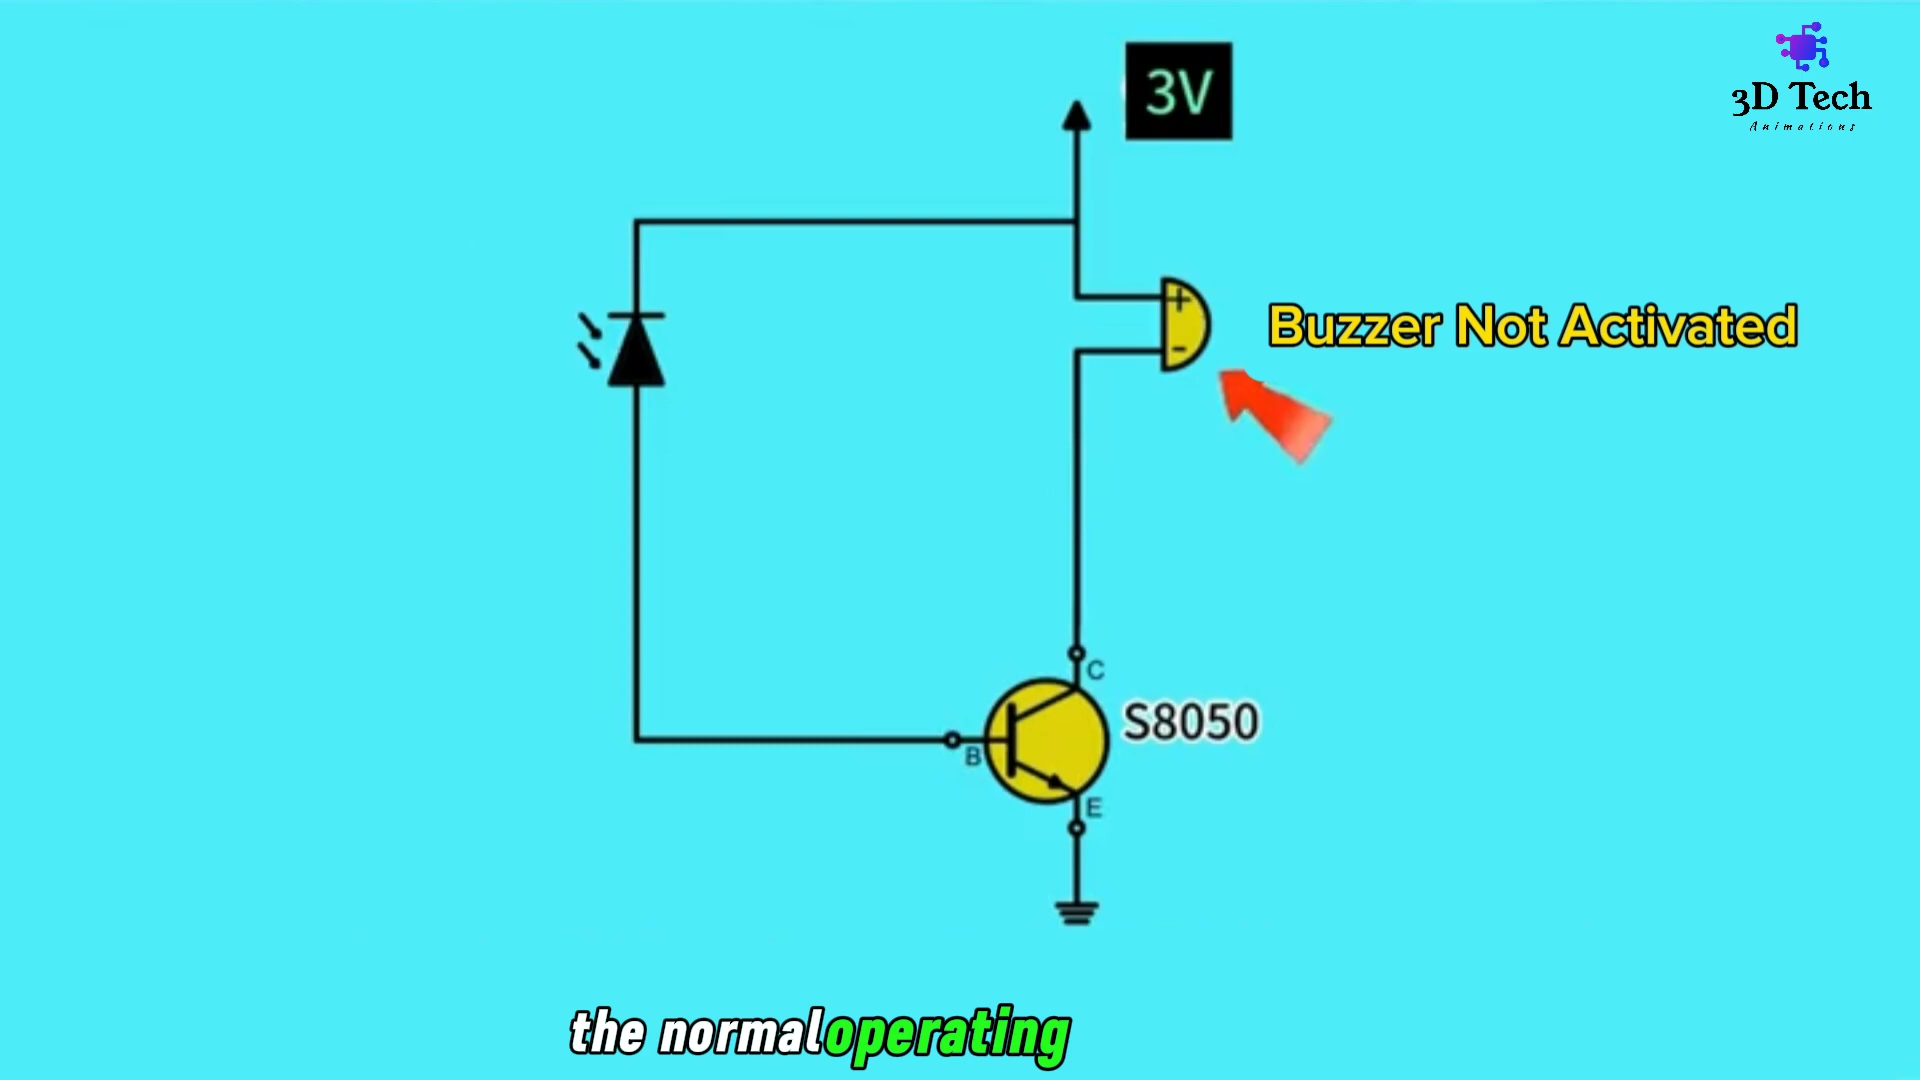 3V
3D Tech
Animations
+
Buzzer Not Activated
-
C
S8050
B
E
the normal operating